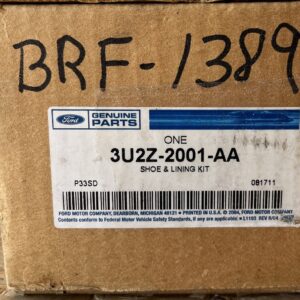 BRF-1389
Ford
GENUINE
PARTS
ONE
3U2Z-2001-AA
SHOE & LINING KIT
P33SD 081711
FORD MOTOR COMPANY, DEARBORN, MICHIGAN 48121 • PRINTED IN U.S.A. © 2004, FORD MOTOR COMPANY
Contents conform to Federal Motor Vehicle Safety Standards, if any are applicable. • L1193 REV 5/04